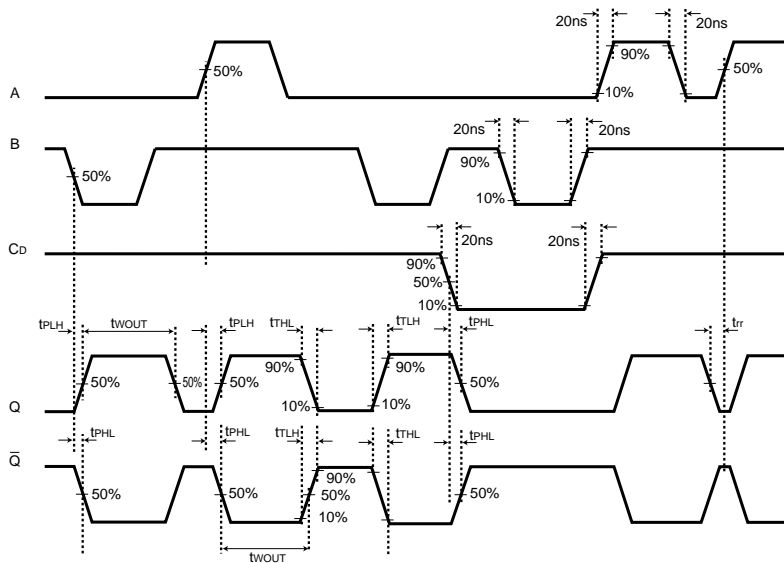 20ns 20ns
90% 50%
50%
A 10%
B 20ns 20ns
90%
50%
10%
CD 20ns 20ns
90%
50%
10%
tPLH tWOUT tPLH tTHL tTLH tPHL trr
90% 90%
50% 50% 50% 50%
10% 10%
Q
tPHL tPHL tTLH tTHL tPHL
Q̅
90%
50% 50% 50% 50%
10%
tWOUT